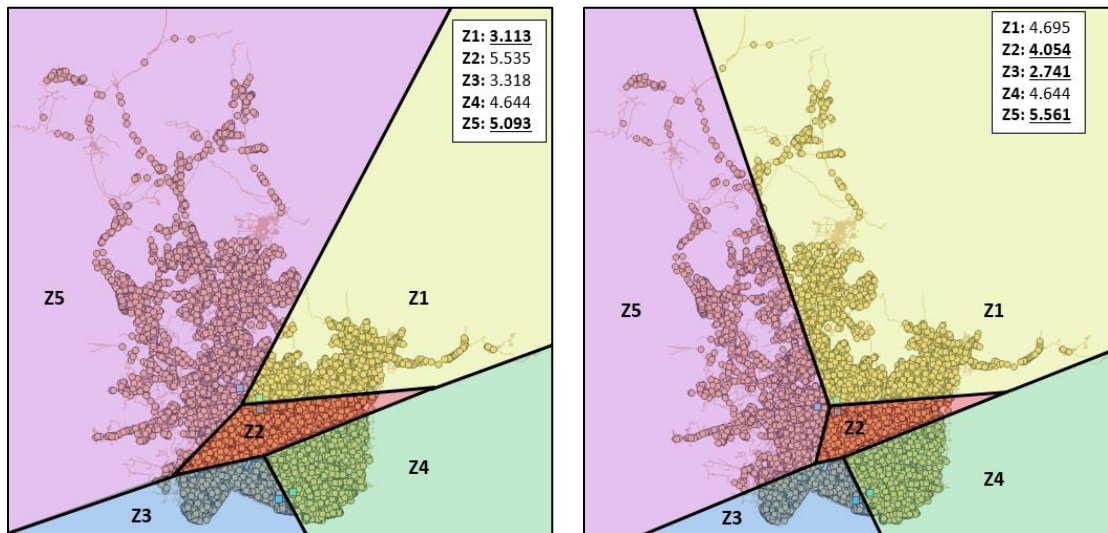 Z1: 3.113
Z2: 5.535
Z3: 3.318
Z4: 4.644
Z5: 5.093
Z5
Z1
Z2
Z4
Z3
Z1: 4.695
Z2: 4.054
Z3: 2.741
Z4: 4.644
Z5: 5.561
Z5
Z1
Z2
Z4
Z3